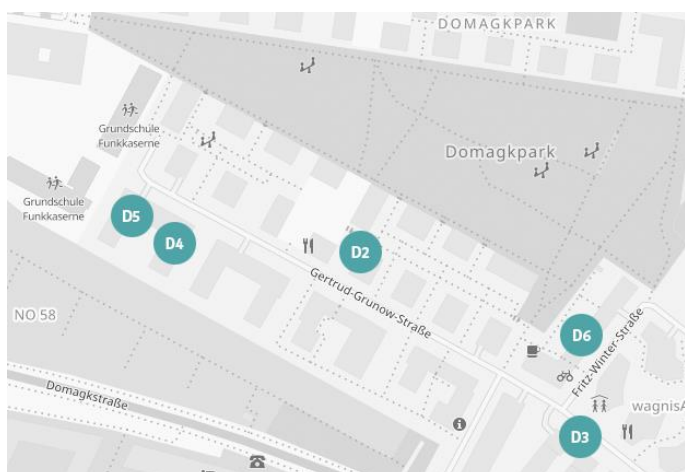 DOMAGKPARK
Grundschule
Funkkaserne
Domagkpark
Grundschule
Funkkaserne
D5
D4
D2
Gertrud-Grunow-Straße
NO 58
D6
Fritz-Winter-Straße
Domagkstraße
wagnisA
D3